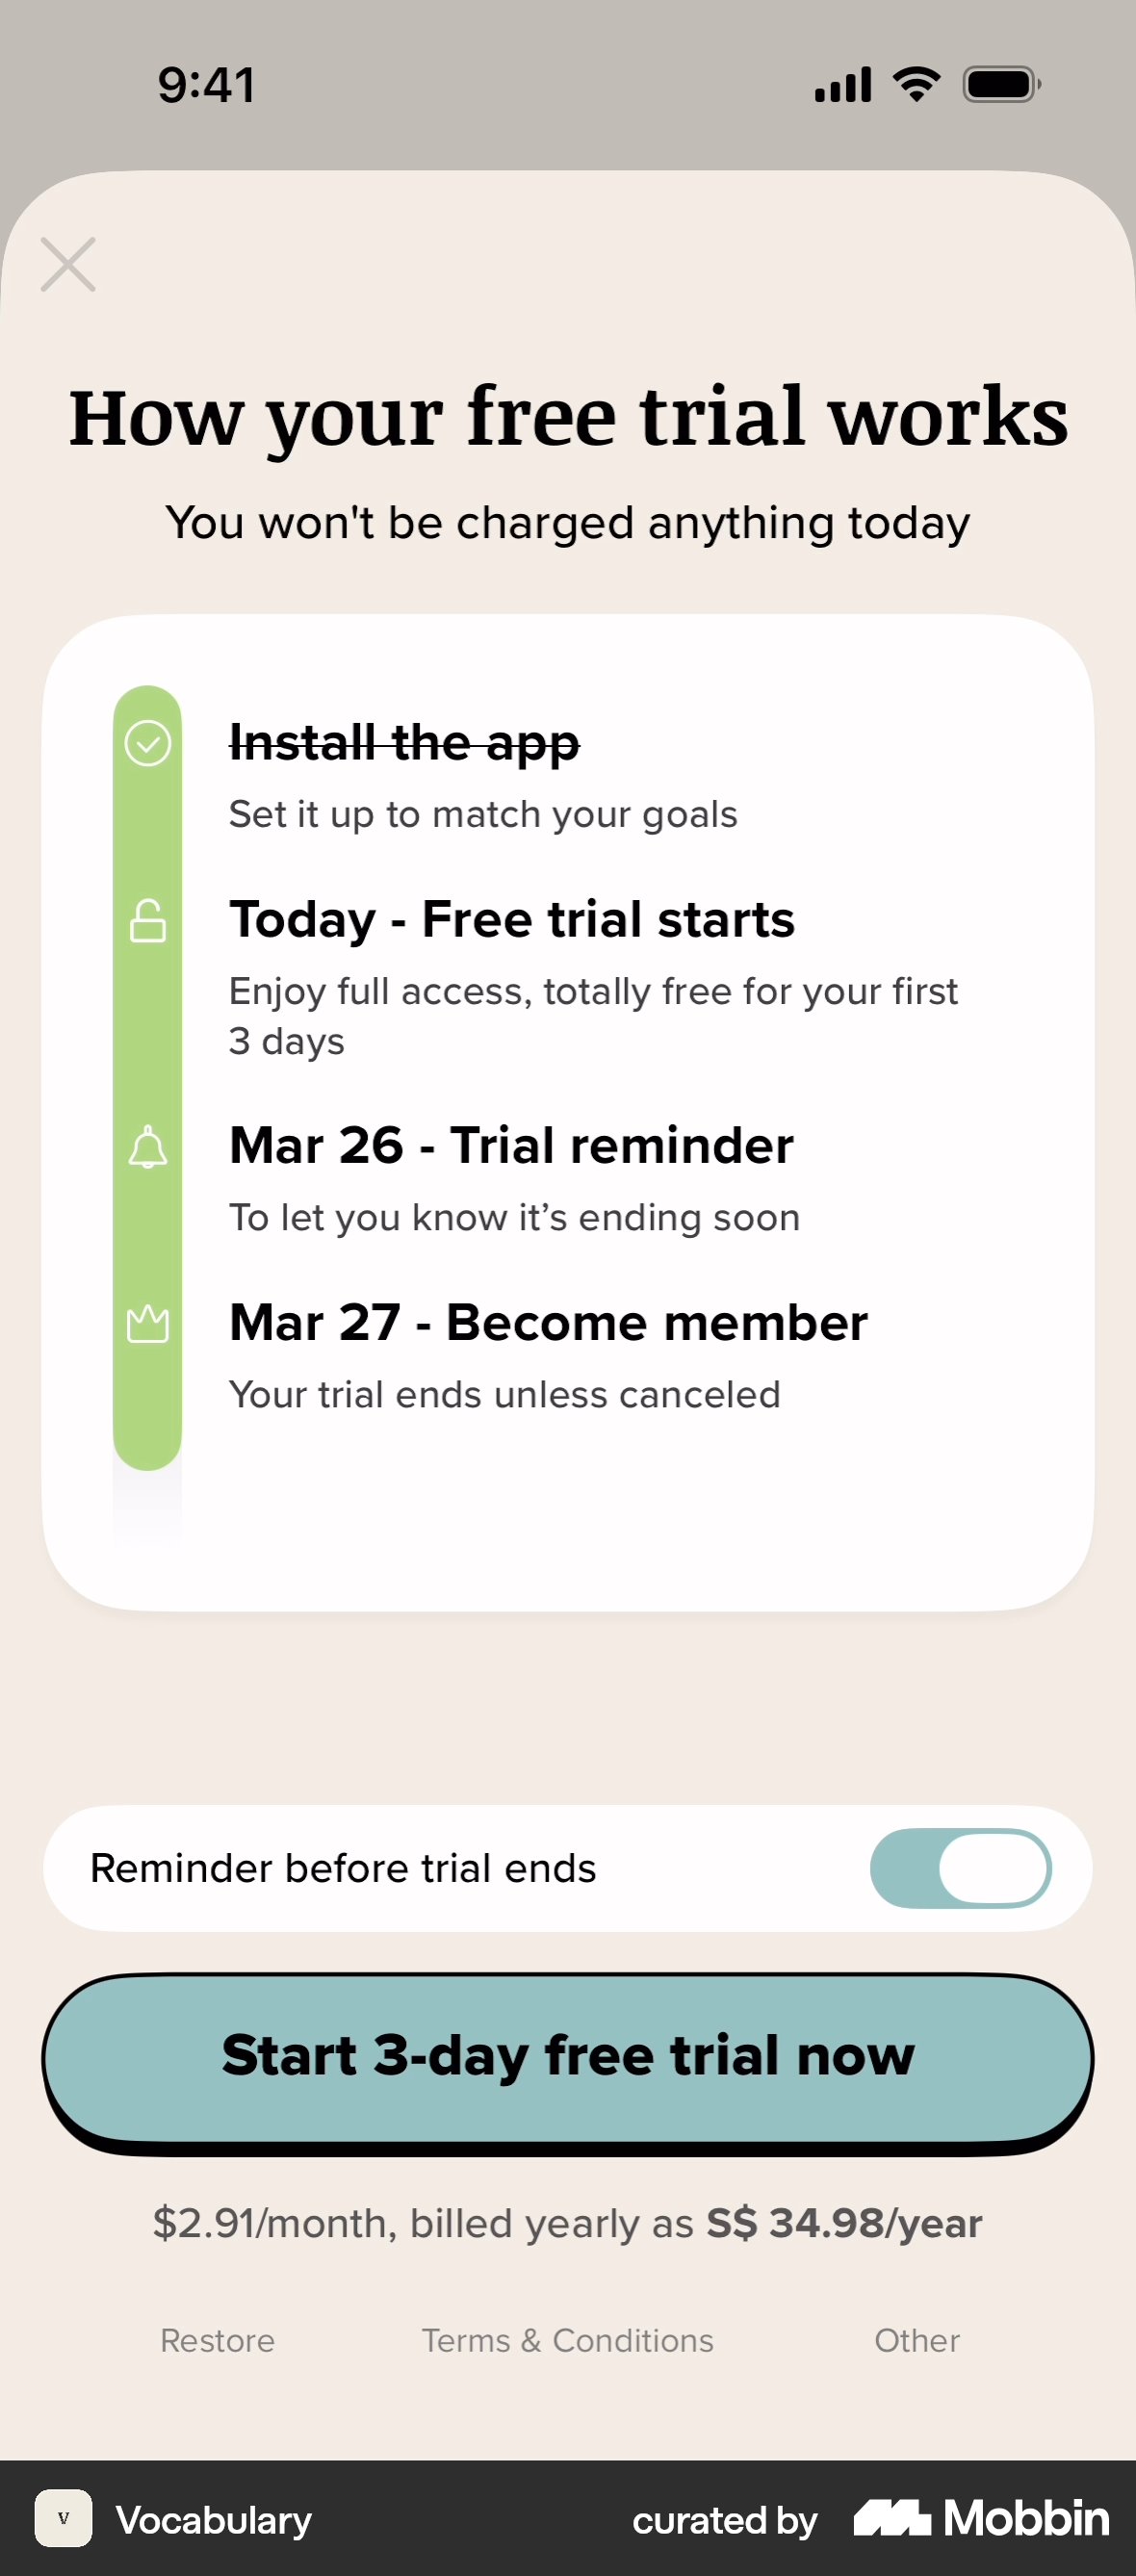 9:41
How your free trial works
You won't be charged anything today
Install the app
Set it up to match your goals
Today - Free trial starts
Enjoy full access, totally free for your first
3 days
Mar 26 - Trial reminder
To let you know it’s ending soon
Mar 27 - Become member
Your trial ends unless canceled
Reminder before trial ends
Start 3-day free trial now
$2.91/month, billed yearly as S$ 34.98/year
Restore Terms & Conditions Other
V Vocabulary curated by Mobbin